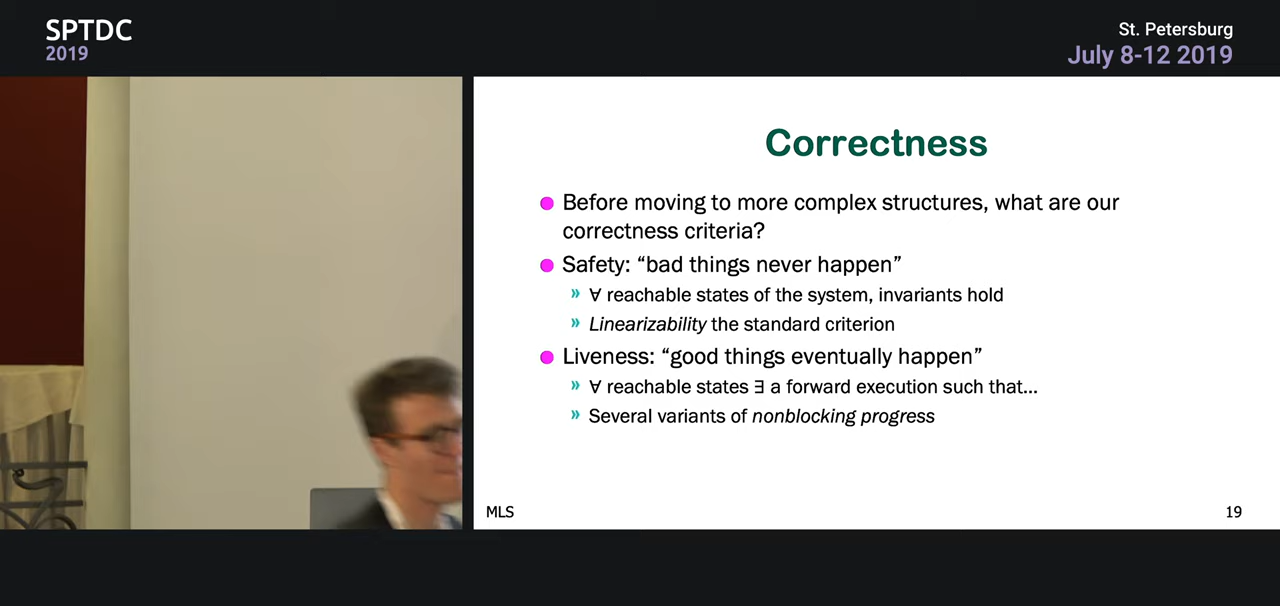 SPTDC
2019
St. Petersburg
July 8-12 2019
Correctness
Before moving to more complex structures, what are our
correctness criteria?
Safety: “bad things never happen”
» ∀ reachable states of the system, invariants hold
» Linearizability the standard criterion
Liveness: “good things eventually happen”
» ∀ reachable states ∃ a forward execution such that...
» Several variants of nonblocking progress
MLS
19